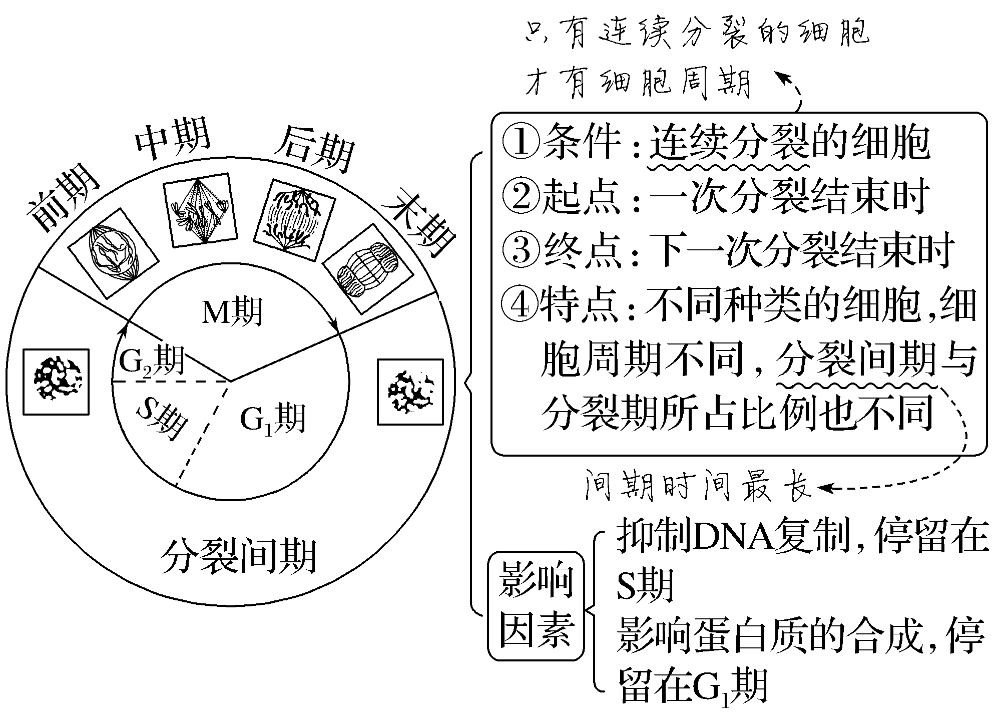 只有连续分裂的细胞
才有细胞周期
前期
中期
后期
末期
M期
G₂期
S期
G₁期
分裂间期
①条件:连续分裂的细胞
②起点:一次分裂结束时
③终点:下一次分裂结束时
④特点:不同种类的细胞,细
胞周期不同,分裂间期与
分裂期所占比例也不同
间期时间最长
影响
因素
抑制DNA复制,停留在
S期
影响蛋白质的合成,停
留在G₁期